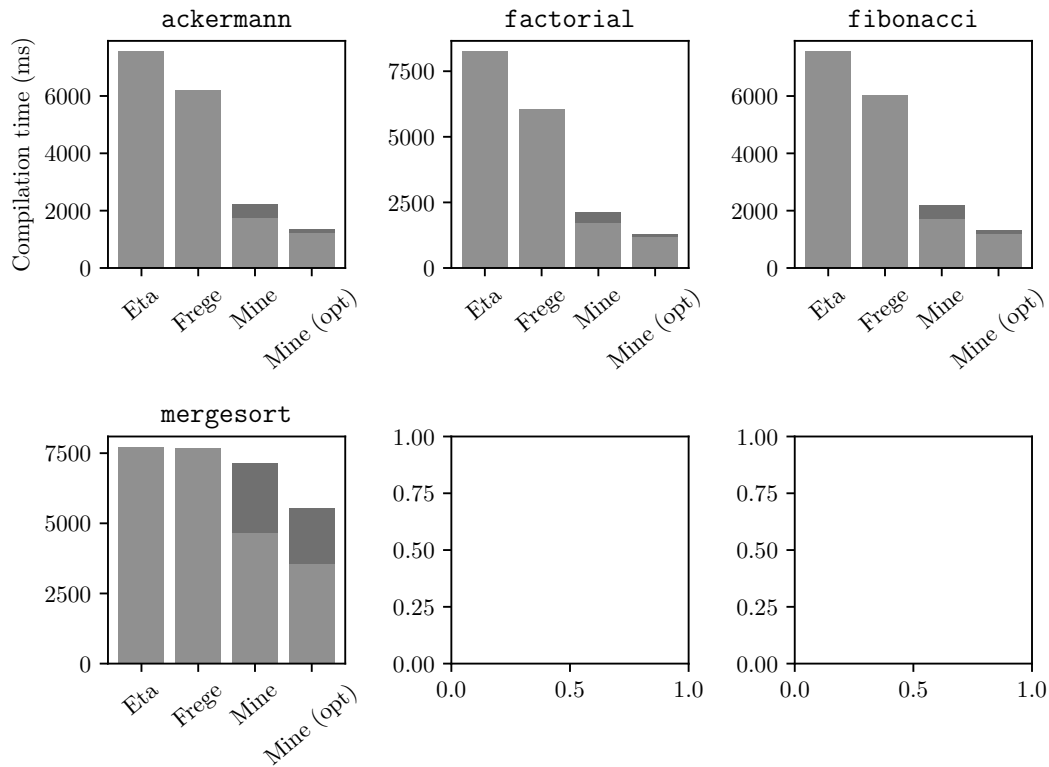 ackermann
Compilation time (ms)
6000
4000
2000
0
Eta
Frege
Mine
Mine (opt)
factorial
7500
5000
2500
0
Eta
Frege
Mine
Mine (opt)
fibonacci
6000
4000
2000
0
Eta
Frege
Mine
Mine (opt)
mergesort
7500
5000
2500
0
Eta
Frege
Mine
Mine (opt)
1.00
0.75
0.50
0.25
0.00
0.0 0.5 1.0
1.00
0.75
0.50
0.25
0.00
0.0 0.5 1.0